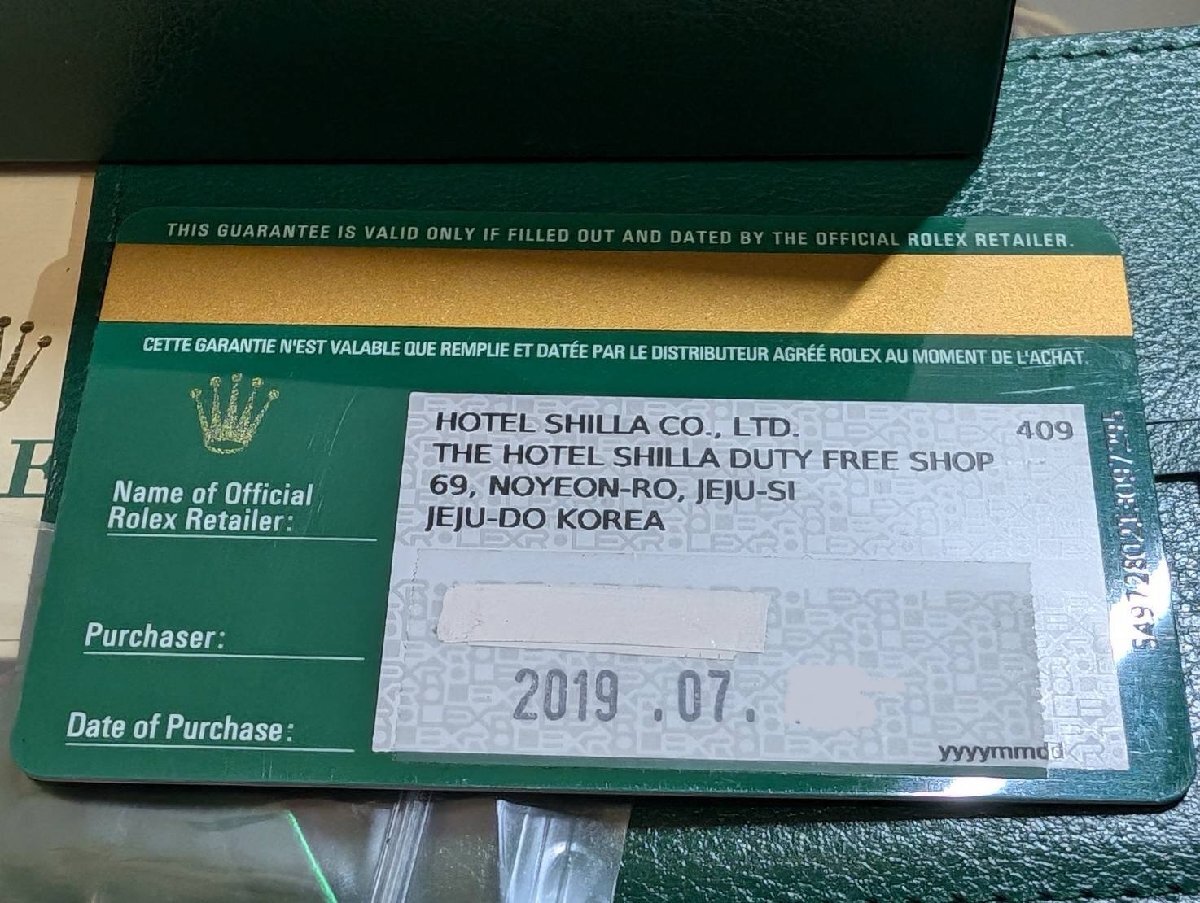 THIS GUARANTEE IS VALID ONLY IF FILLED OUT AND DATED BY THE OFFICIAL ROLEX RETAILER.
CETTE GARANTIE N'EST VALABLE QUE REMPLIE ET DATÉE PAR LE DISTRIBUTEUR AGRÉÉ ROLEX AU MOMENT DE L'ACHAT.
HOTEL SHILLA CO., LTD. 409
THE HOTEL SHILLA DUTY FREE SHOP
69, NOYEON-RO, JEJU-SI
JEJU-DO KOREA
Name of Official
Rolex Retailer:
Purchaser:
2019 .07.
Date of Purchase:
yyyymmdd